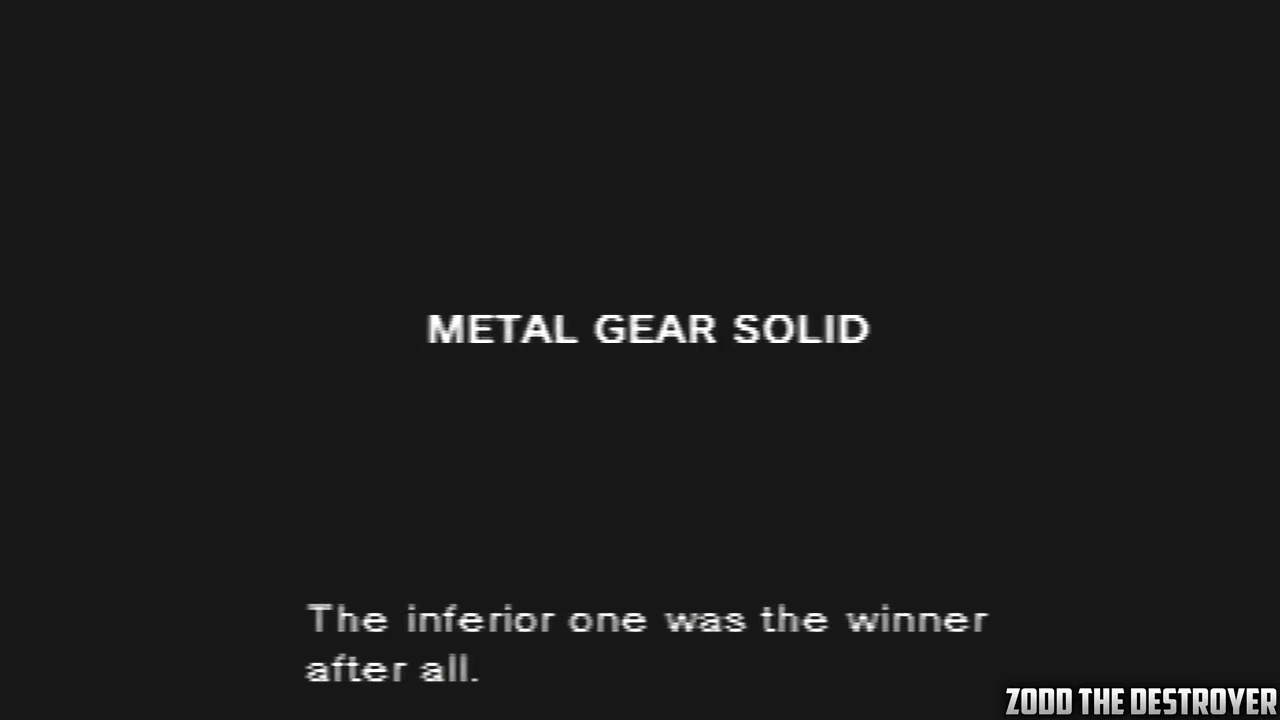 METAL GEAR SOLID
The inferior one was the winner
after all.
ZODD THE DESTROYER